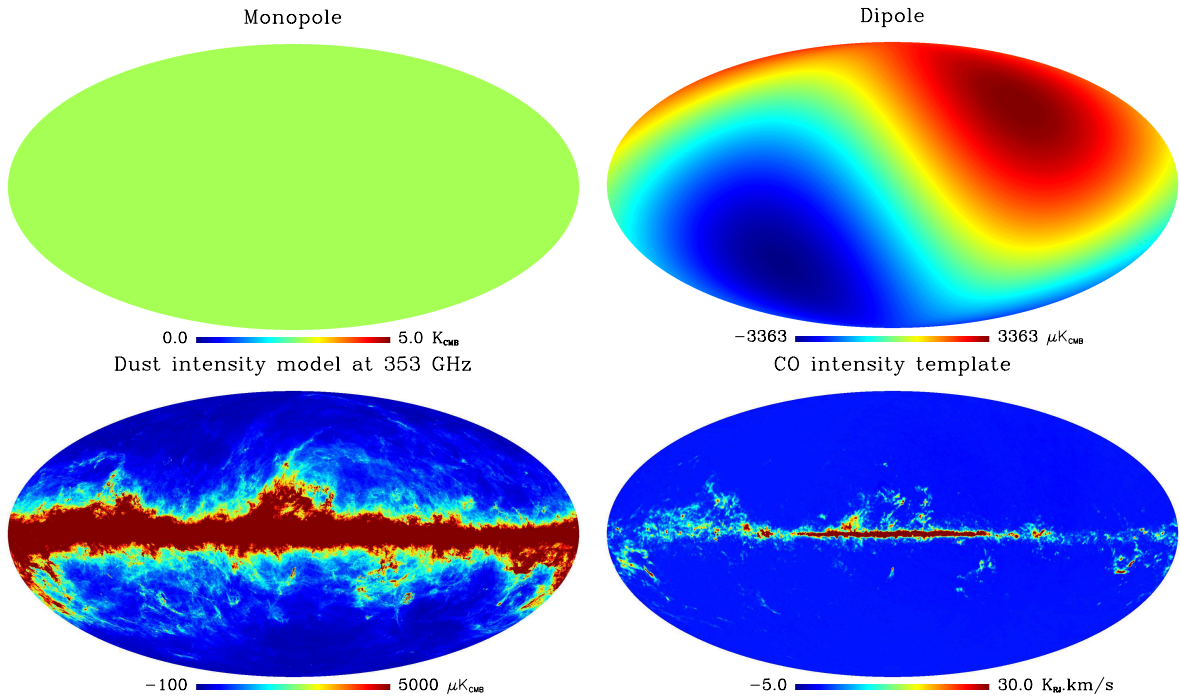 Monopole
Dipole
0.0 5.0 K_CMB
−3363 3363 μK_CMB
Dust intensity model at 353 GHz
CO intensity template
−100 5000 μK_CMB
−5.0 30.0 K_RJ.km/s